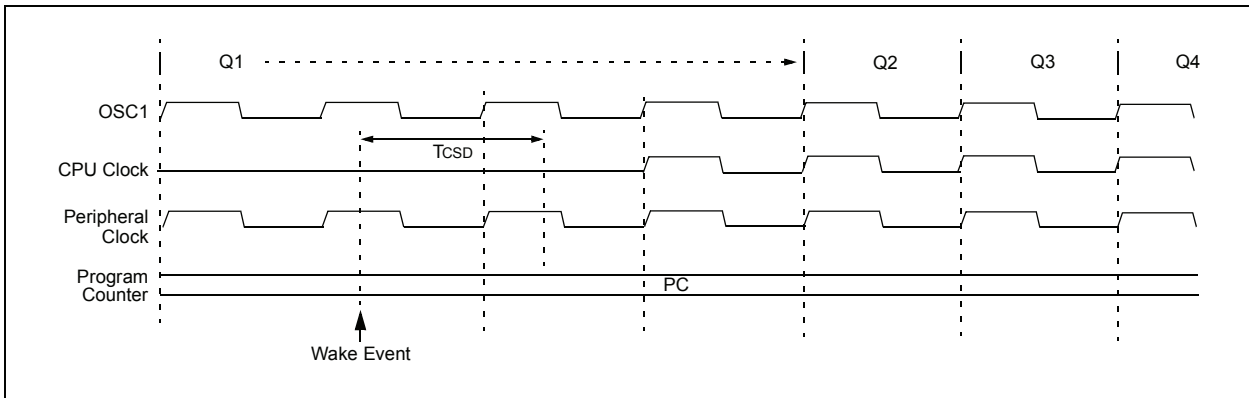 Q1 Q2 Q3 Q4
OSC1
TCSD
CPU Clock
Peripheral
Clock
Program
Counter
PC
Wake Event